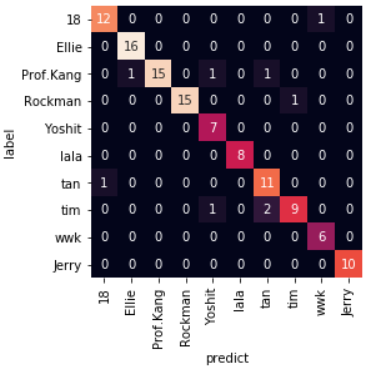 18 12 0 0 0 0 0 0 0 1 0
Ellie 0 16 0 0 0 0 0 0 0 0
Prof.Kang 0 1 15 0 1 0 1 0 0 0
Rockman 0 0 0 15 0 0 0 1 0 0
Yoshit 0 0 0 0 7 0 0 0 0 0
lala 0 0 0 0 0 8 0 0 0 0
tan 1 0 0 0 0 0 11 0 0 0
tim 0 0 0 0 1 0 2 9 0 0
wwk 0 0 0 0 0 0 0 0 6 0
Jerry 0 0 0 0 0 0 0 0 0 10
label
18 Ellie Prof.Kang Rockman Yoshit lala tan tim wwk Jerry
predict